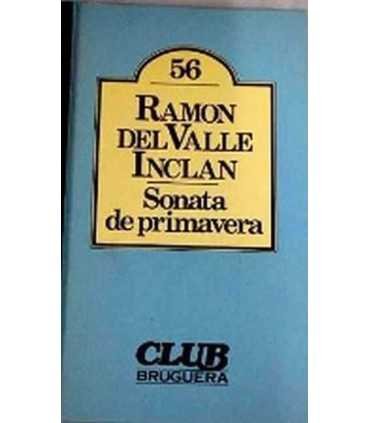 56
RAMON
DEL VALLE
INCLAN
Sonata
de primavera
CLUB
BRUGUERA